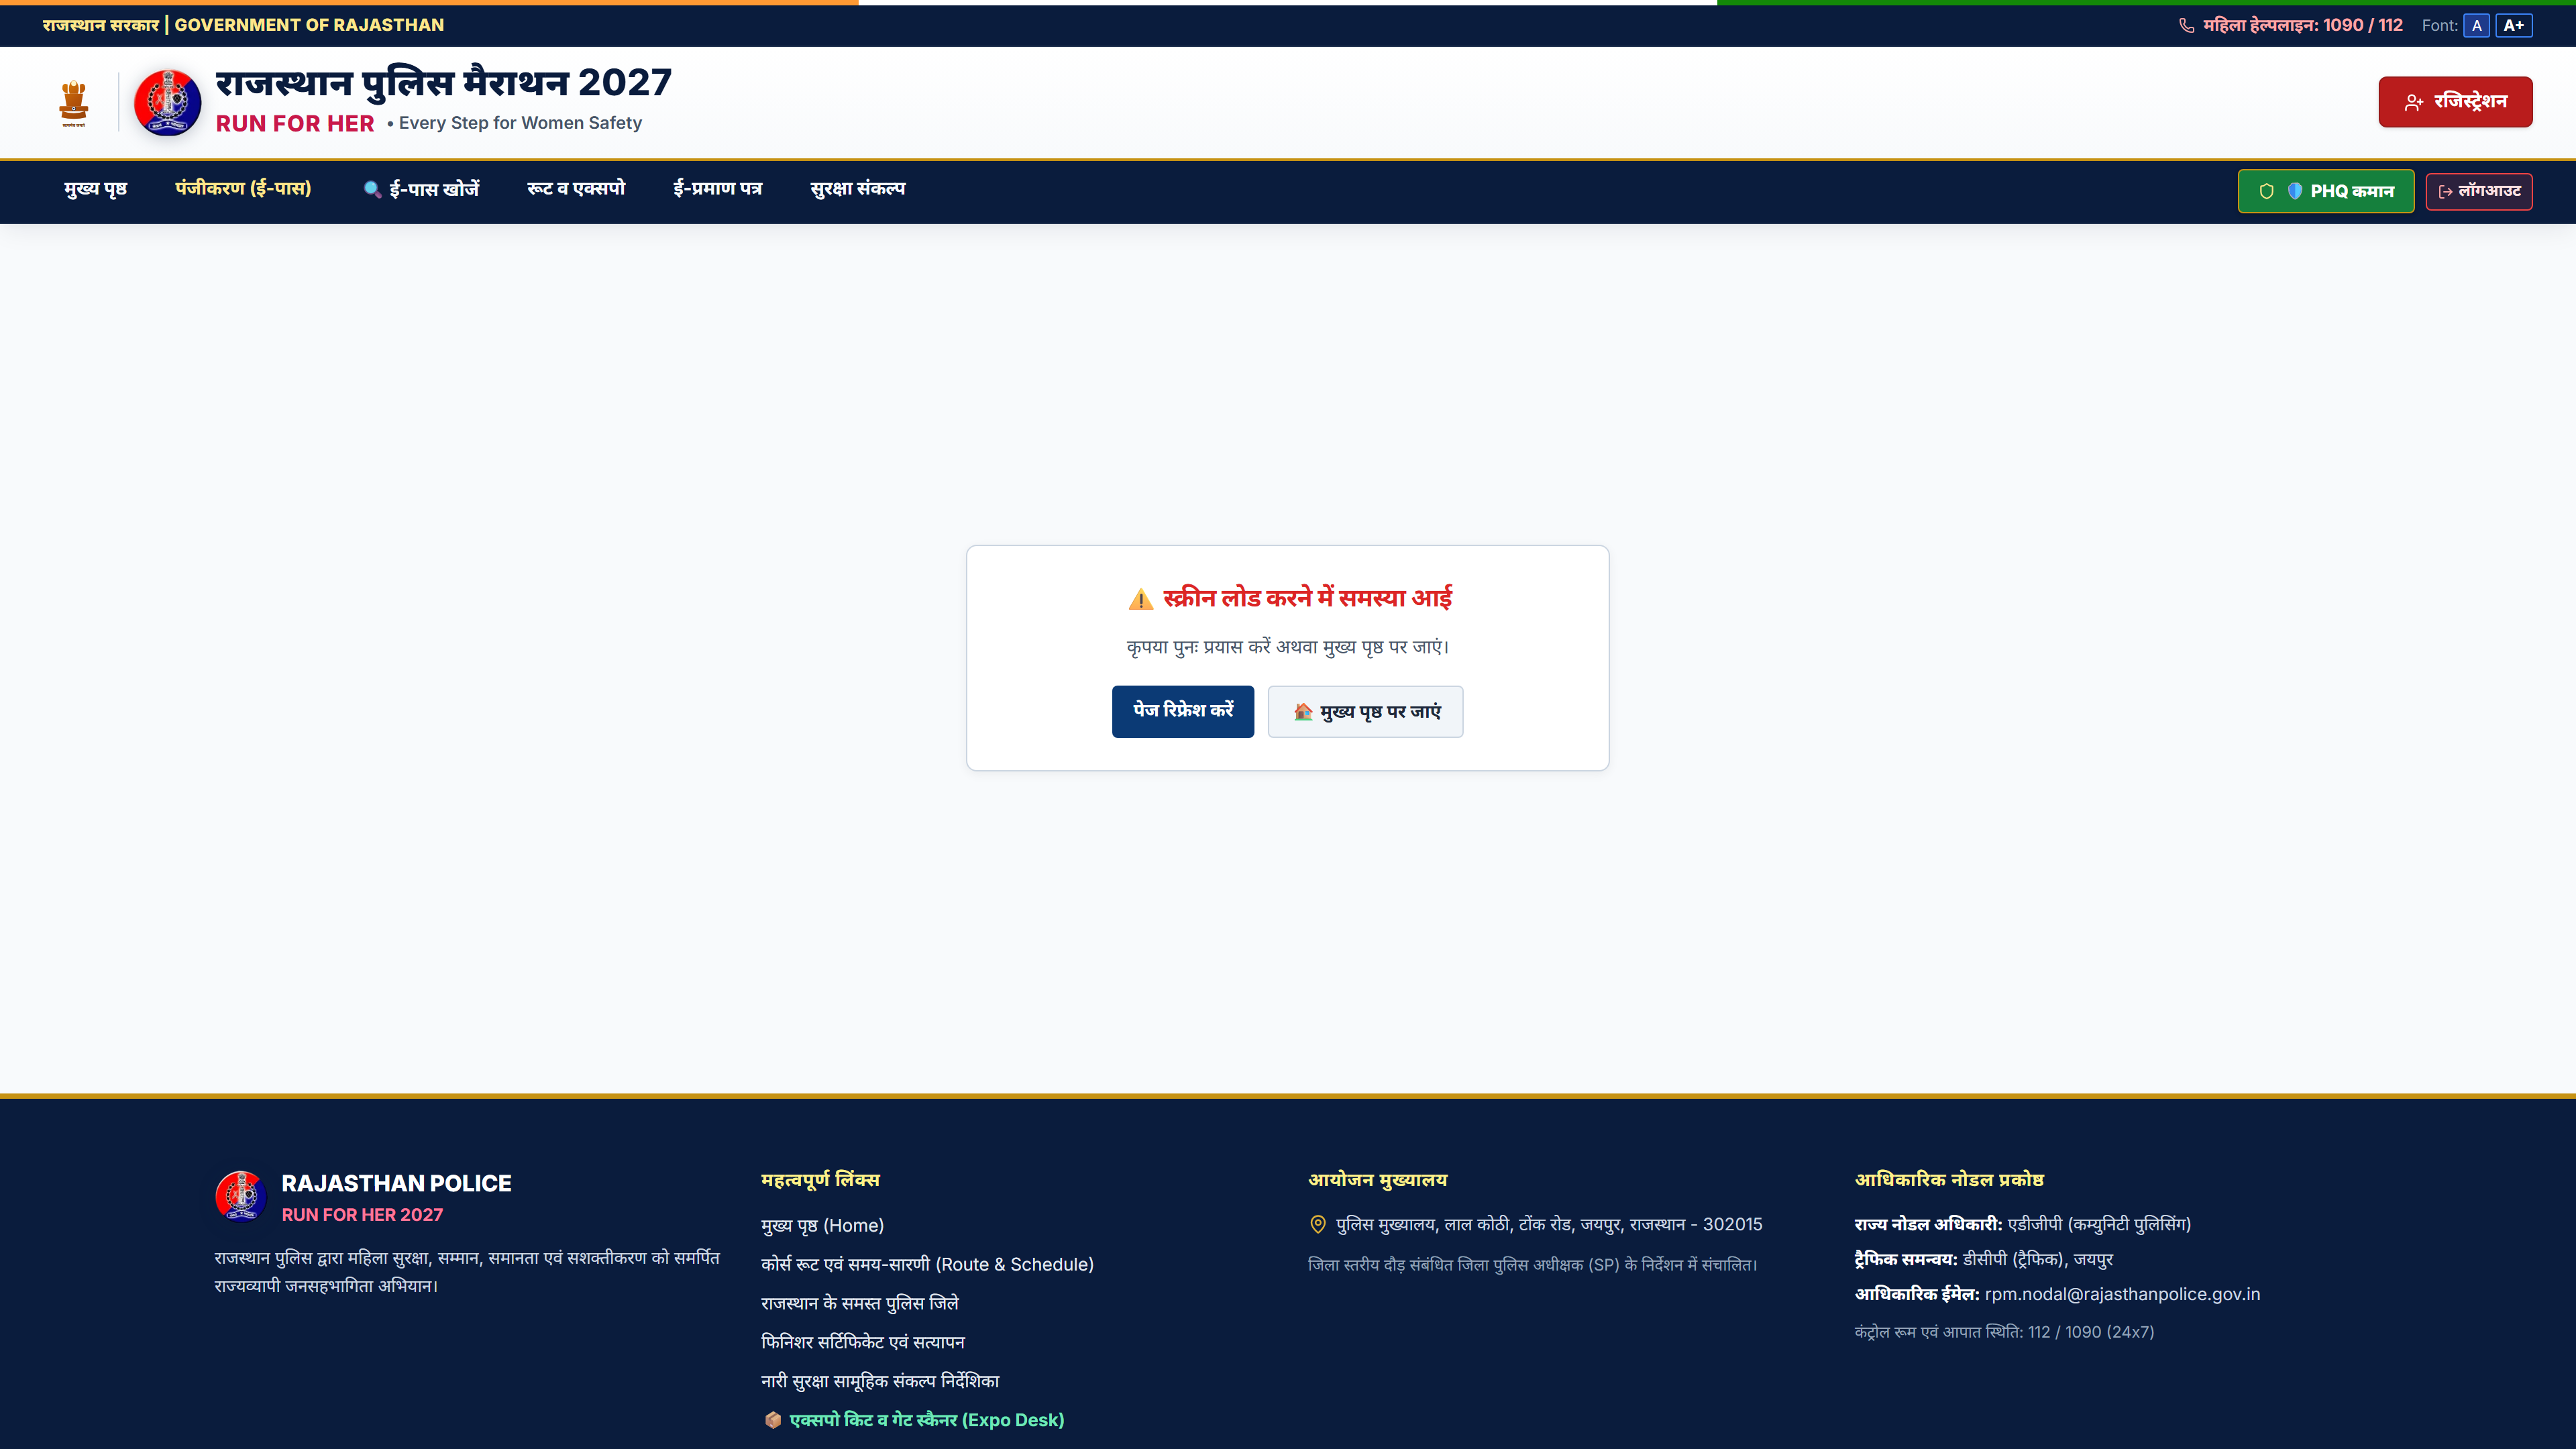 राजस्थान सरकार | GOVERNMENT OF RAJASTHAN
महिला हेल्पलाइन: 1090 / 112
Font: A A+
राजस्थान पुलिस मैराथन 2027
RUN FOR HER • Every Step for Women Safety
रजिस्ट्रेशन
मुख्य पृष्ठ
पंजीकरण (ई-पास)
ई-पास खोजें
रूट व एक्सपो
ई-प्रमाण पत्र
सुरक्षा संकल्प
PHQ कमान
लॉगआउट
स्क्रीन लोड करने में समस्या आई
कृपया पुनः प्रयास करें अथवा मुख्य पृष्ठ पर जाएं।
पेज रिफ्रेश करें
मुख्य पृष्ठ पर जाएं
RAJASTHAN POLICE
RUN FOR HER 2027
राजस्थान पुलिस द्वारा महिला सुरक्षा, सम्मान, समानता एवं सशक्तीकरण को समर्पित
राज्यव्यापी जनसहभागिता अभियान।
महत्वपूर्ण लिंक्स
मुख्य पृष्ठ (Home)
कोर्स रूट एवं समय-सारणी (Route & Schedule)
राजस्थान के समस्त पुलिस जिले
फिनिशर सर्टिफिकेट एवं सत्यापन
नारी सुरक्षा सामूहिक संकल्प निर्देशिका
एक्सपो किट व गेट स्कैनर (Expo Desk)
आयोजन मुख्यालय
पुलिस मुख्यालय, लाल कोठी, टोंक रोड, जयपुर, राजस्थान - 302015
जिला स्तरीय दौड़ संबंधित जिला पुलिस अधीक्षक (SP) के निर्देशन में संचालित।
आधिकारिक नोडल प्रकोष्ठ
राज्य नोडल अधिकारी: एडीजीपी (कम्युनिटी पुलिसिंग)
ट्रैफिक समन्वय: डीसीपी (ट्रैफिक), जयपुर
आधिकारिक ईमेल: rpm.nodal@rajasthanpolice.gov.in
कंट्रोल रूम एवं आपात स्थिति: 112 / 1090 (24x7)